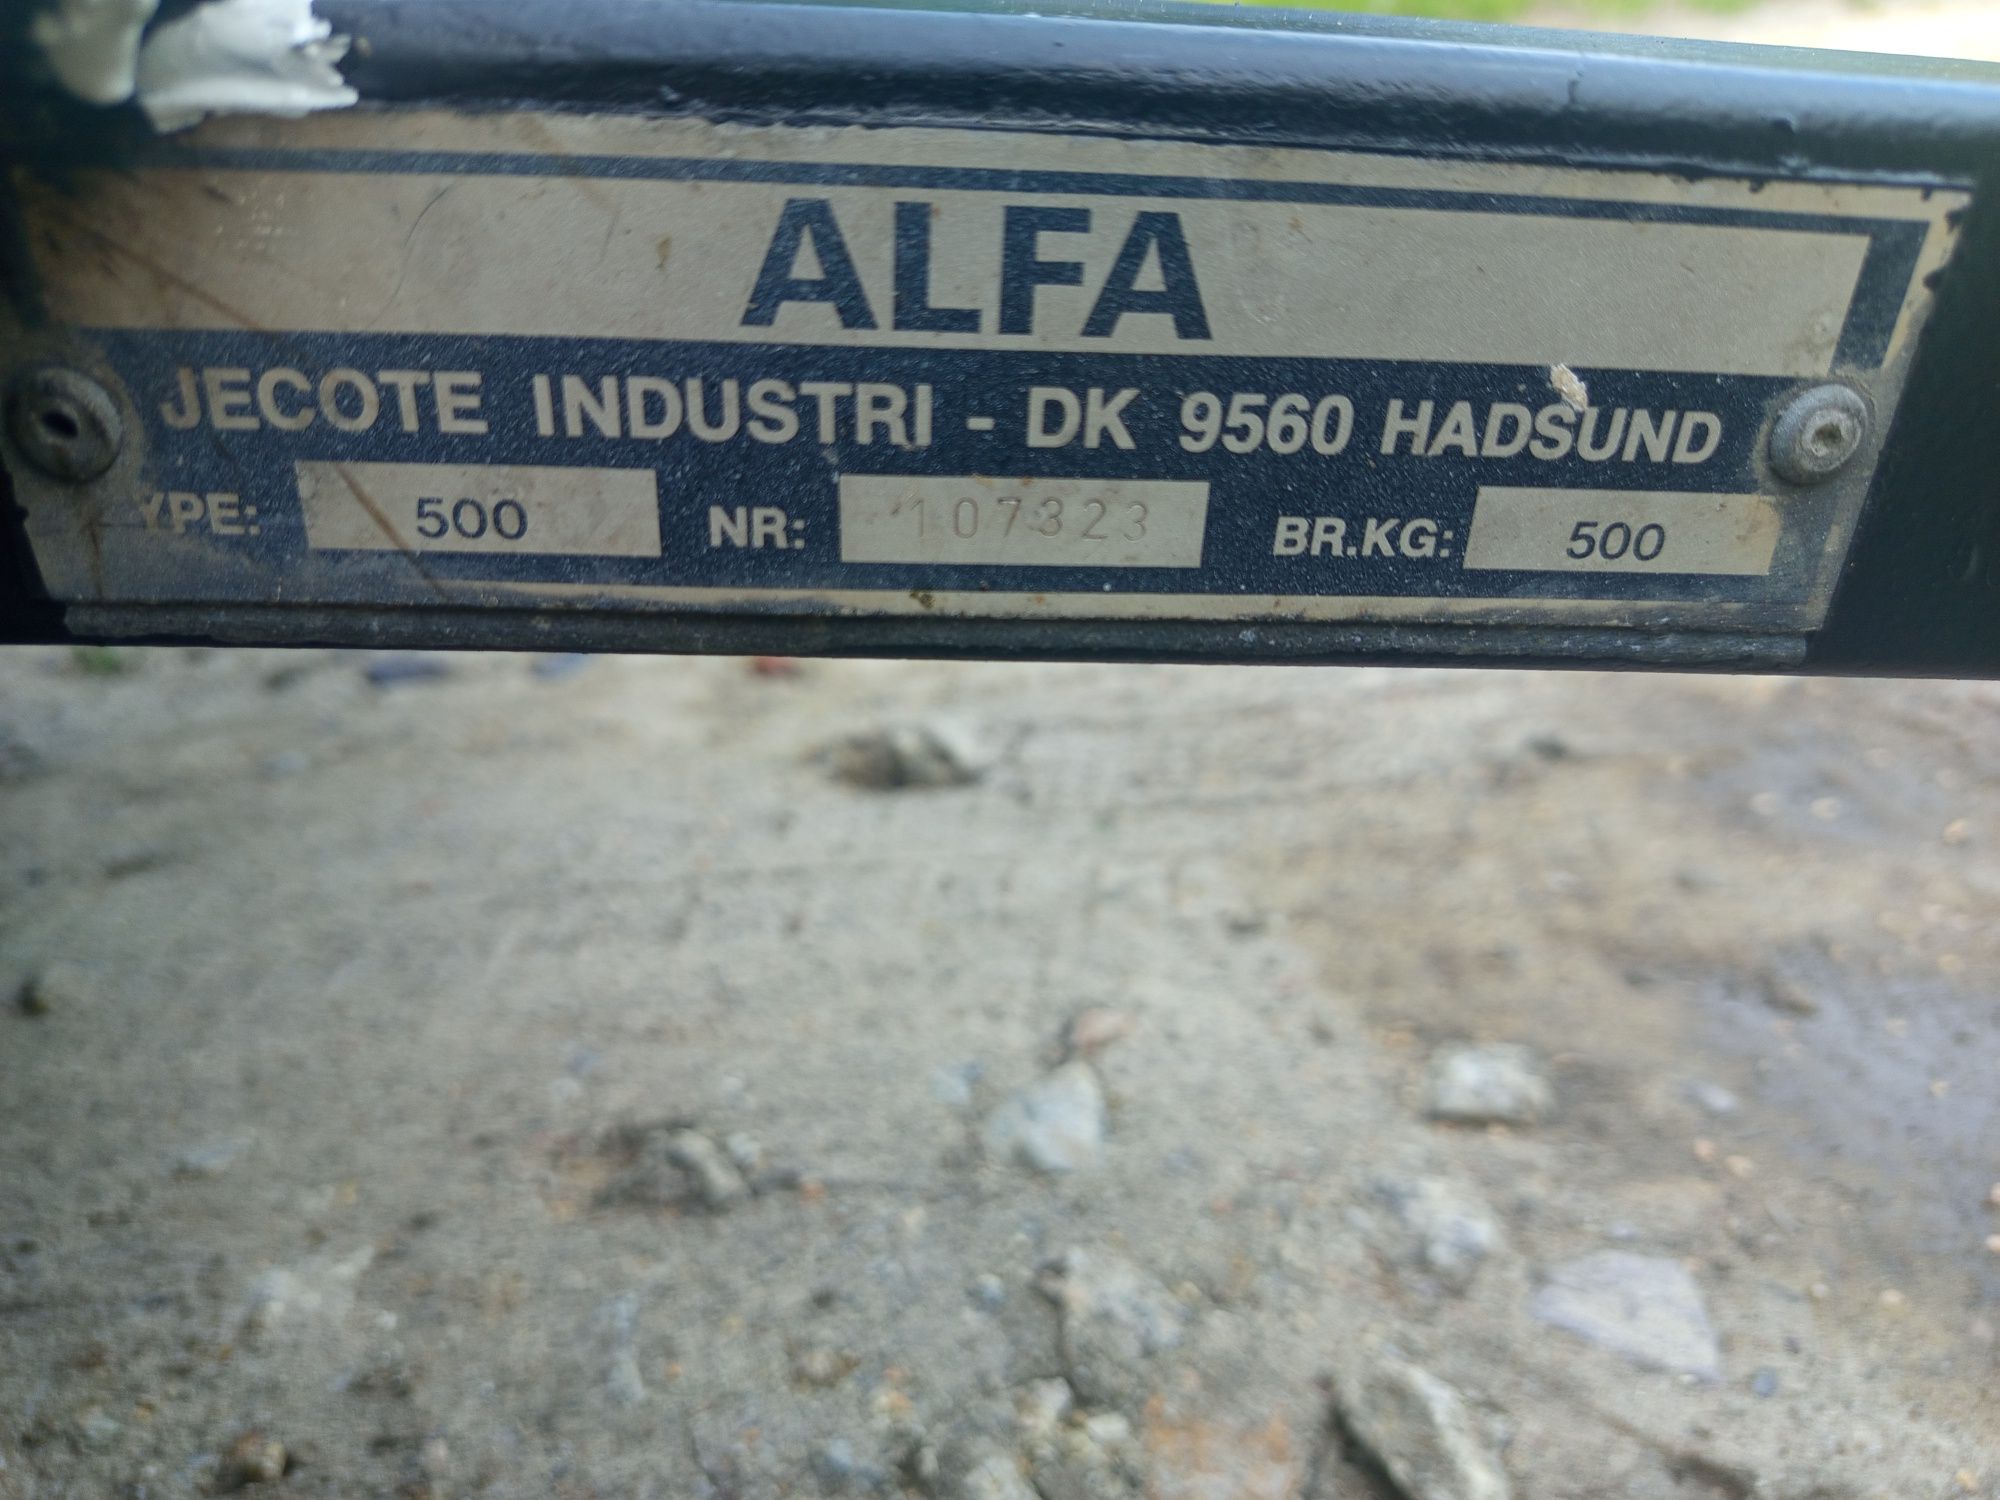 ALFA
JECOTE INDUSTRI - DK 9560 HADSUND
YPE: 500 NR: 107323 BR.KG: 500